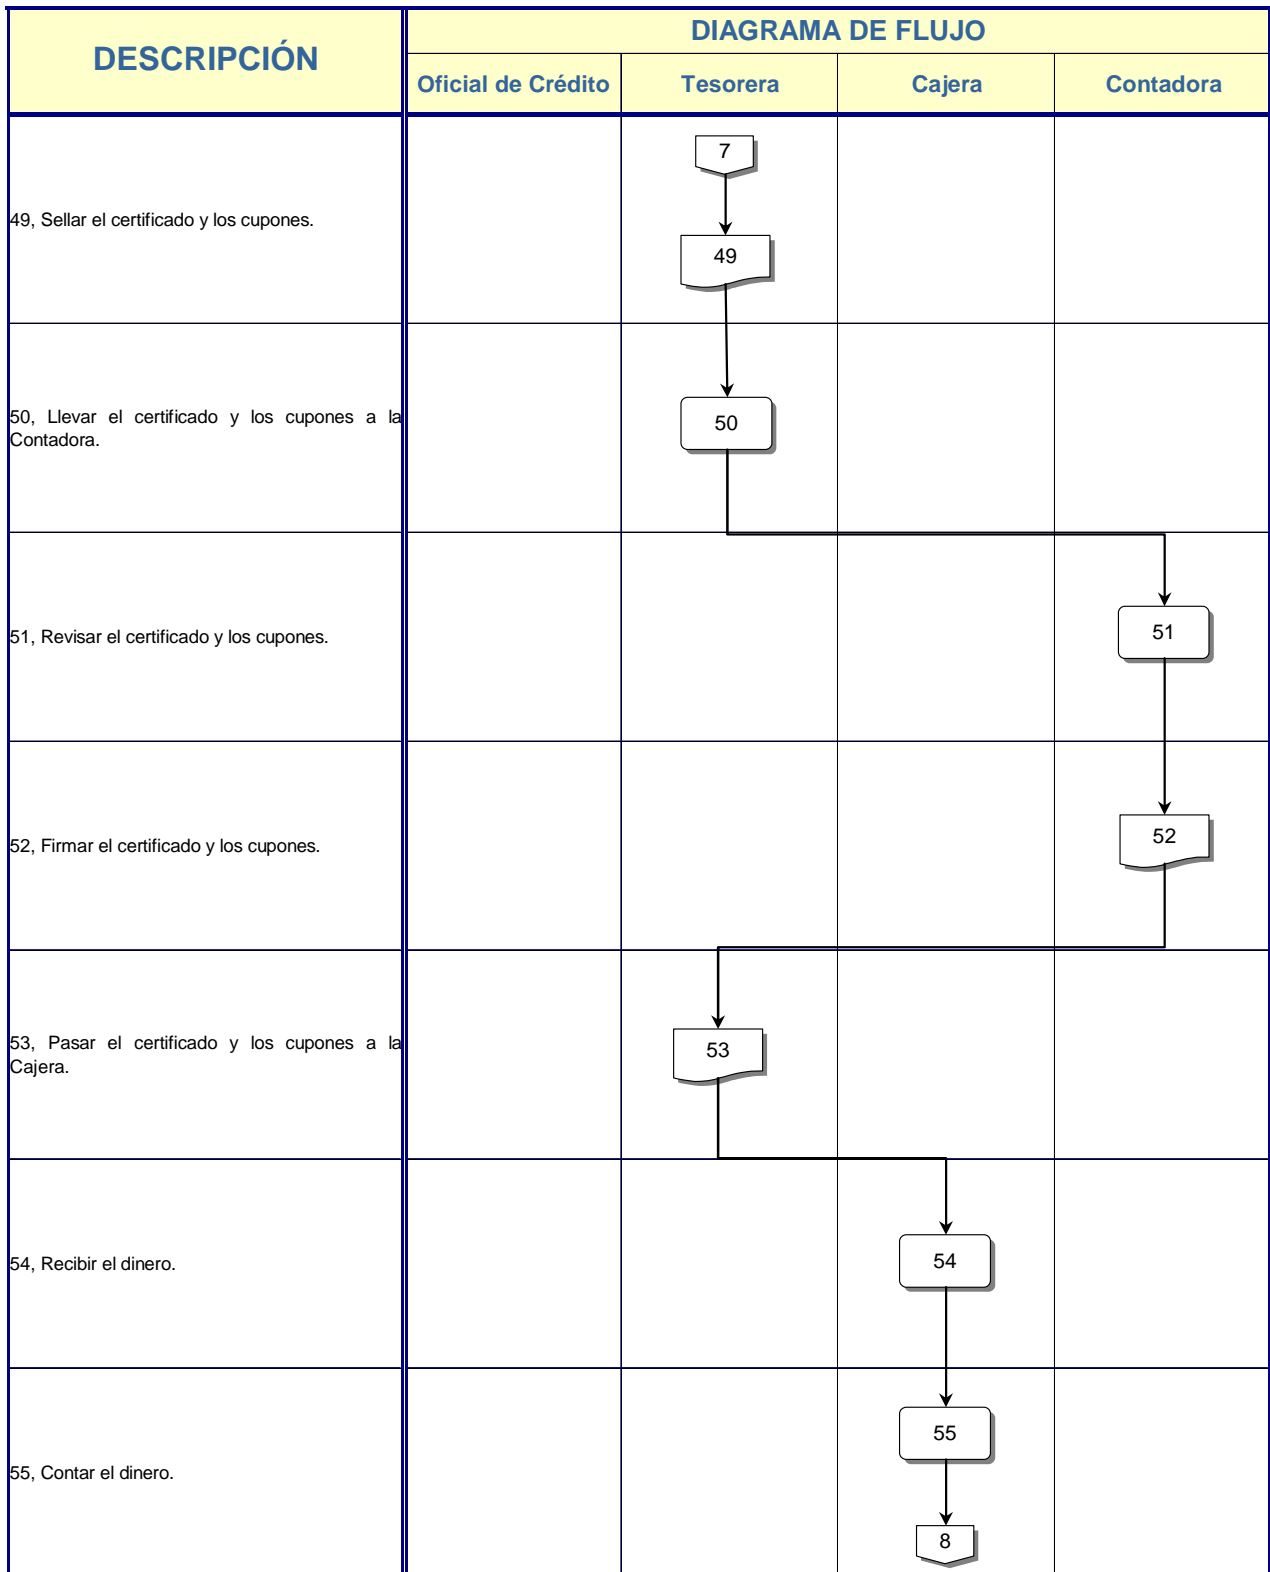 DESCRIPCIÓN
DIAGRAMA DE FLUJO
Oficial de Crédito
Tesorera
Cajera
Contadora
7
49, Sellar el certificado y los cupones.
49
50, Llevar el certificado y los cupones a la
Contadora.
50
51, Revisar el certificado y los cupones.
51
52, Firmar el certificado y los cupones.
52
53, Pasar el certificado y los cupones a la
Cajera.
53
54, Recibir el dinero.
54
55, Contar el dinero.
55
8